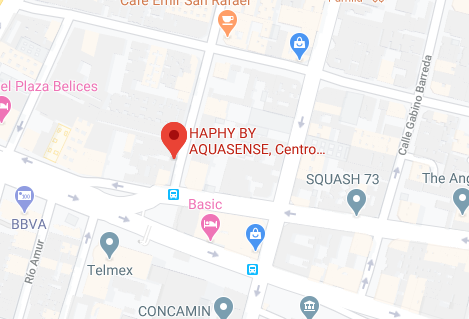 Café Emir San Rafael
Familia
el Plaza Belices
Calle Gabino Barreda
HAPHY BY
AQUASENSE, Centro...
SQUASH 73
The Ang
Basic
BBVA
Río Amur
Telmex
CONCAMIN